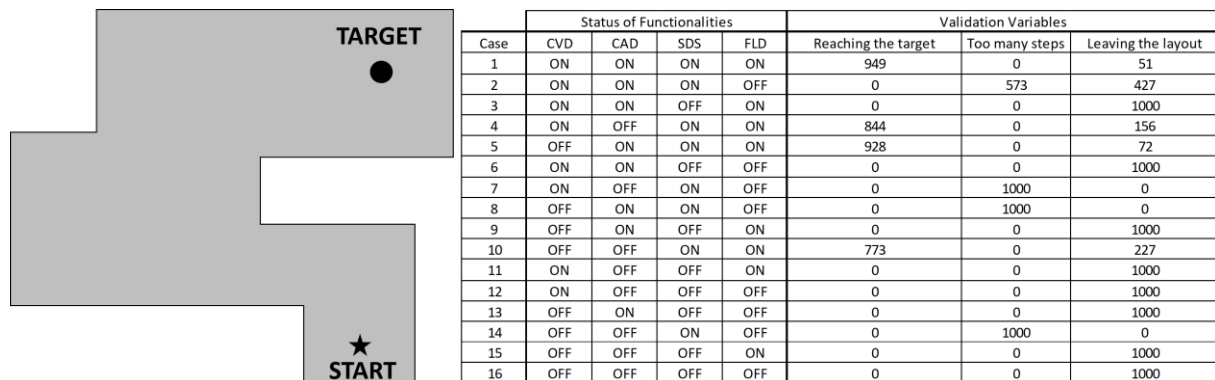 TARGET
START
Status of Functionalities Validation Variables
Case CVD CAD SDS FLD Reaching the target Too many steps Leaving the layout
1 ON ON ON ON 949 0 51
2 ON ON ON OFF 0 573 427
3 ON ON OFF ON 0 0 1000
4 ON OFF ON ON 844 0 156
5 OFF ON ON ON 928 0 72
6 ON ON OFF OFF 0 0 1000
7 ON OFF ON OFF 0 1000 0
8 OFF ON ON OFF 0 1000 0
9 OFF ON OFF ON 0 0 1000
10 OFF OFF ON ON 773 0 227
11 ON OFF OFF ON 0 0 1000
12 ON OFF OFF OFF 0 0 1000
13 OFF ON OFF OFF 0 0 1000
14 OFF OFF ON OFF 0 1000 0
15 OFF OFF OFF ON 0 0 1000
16 OFF OFF OFF OFF 0 0 1000